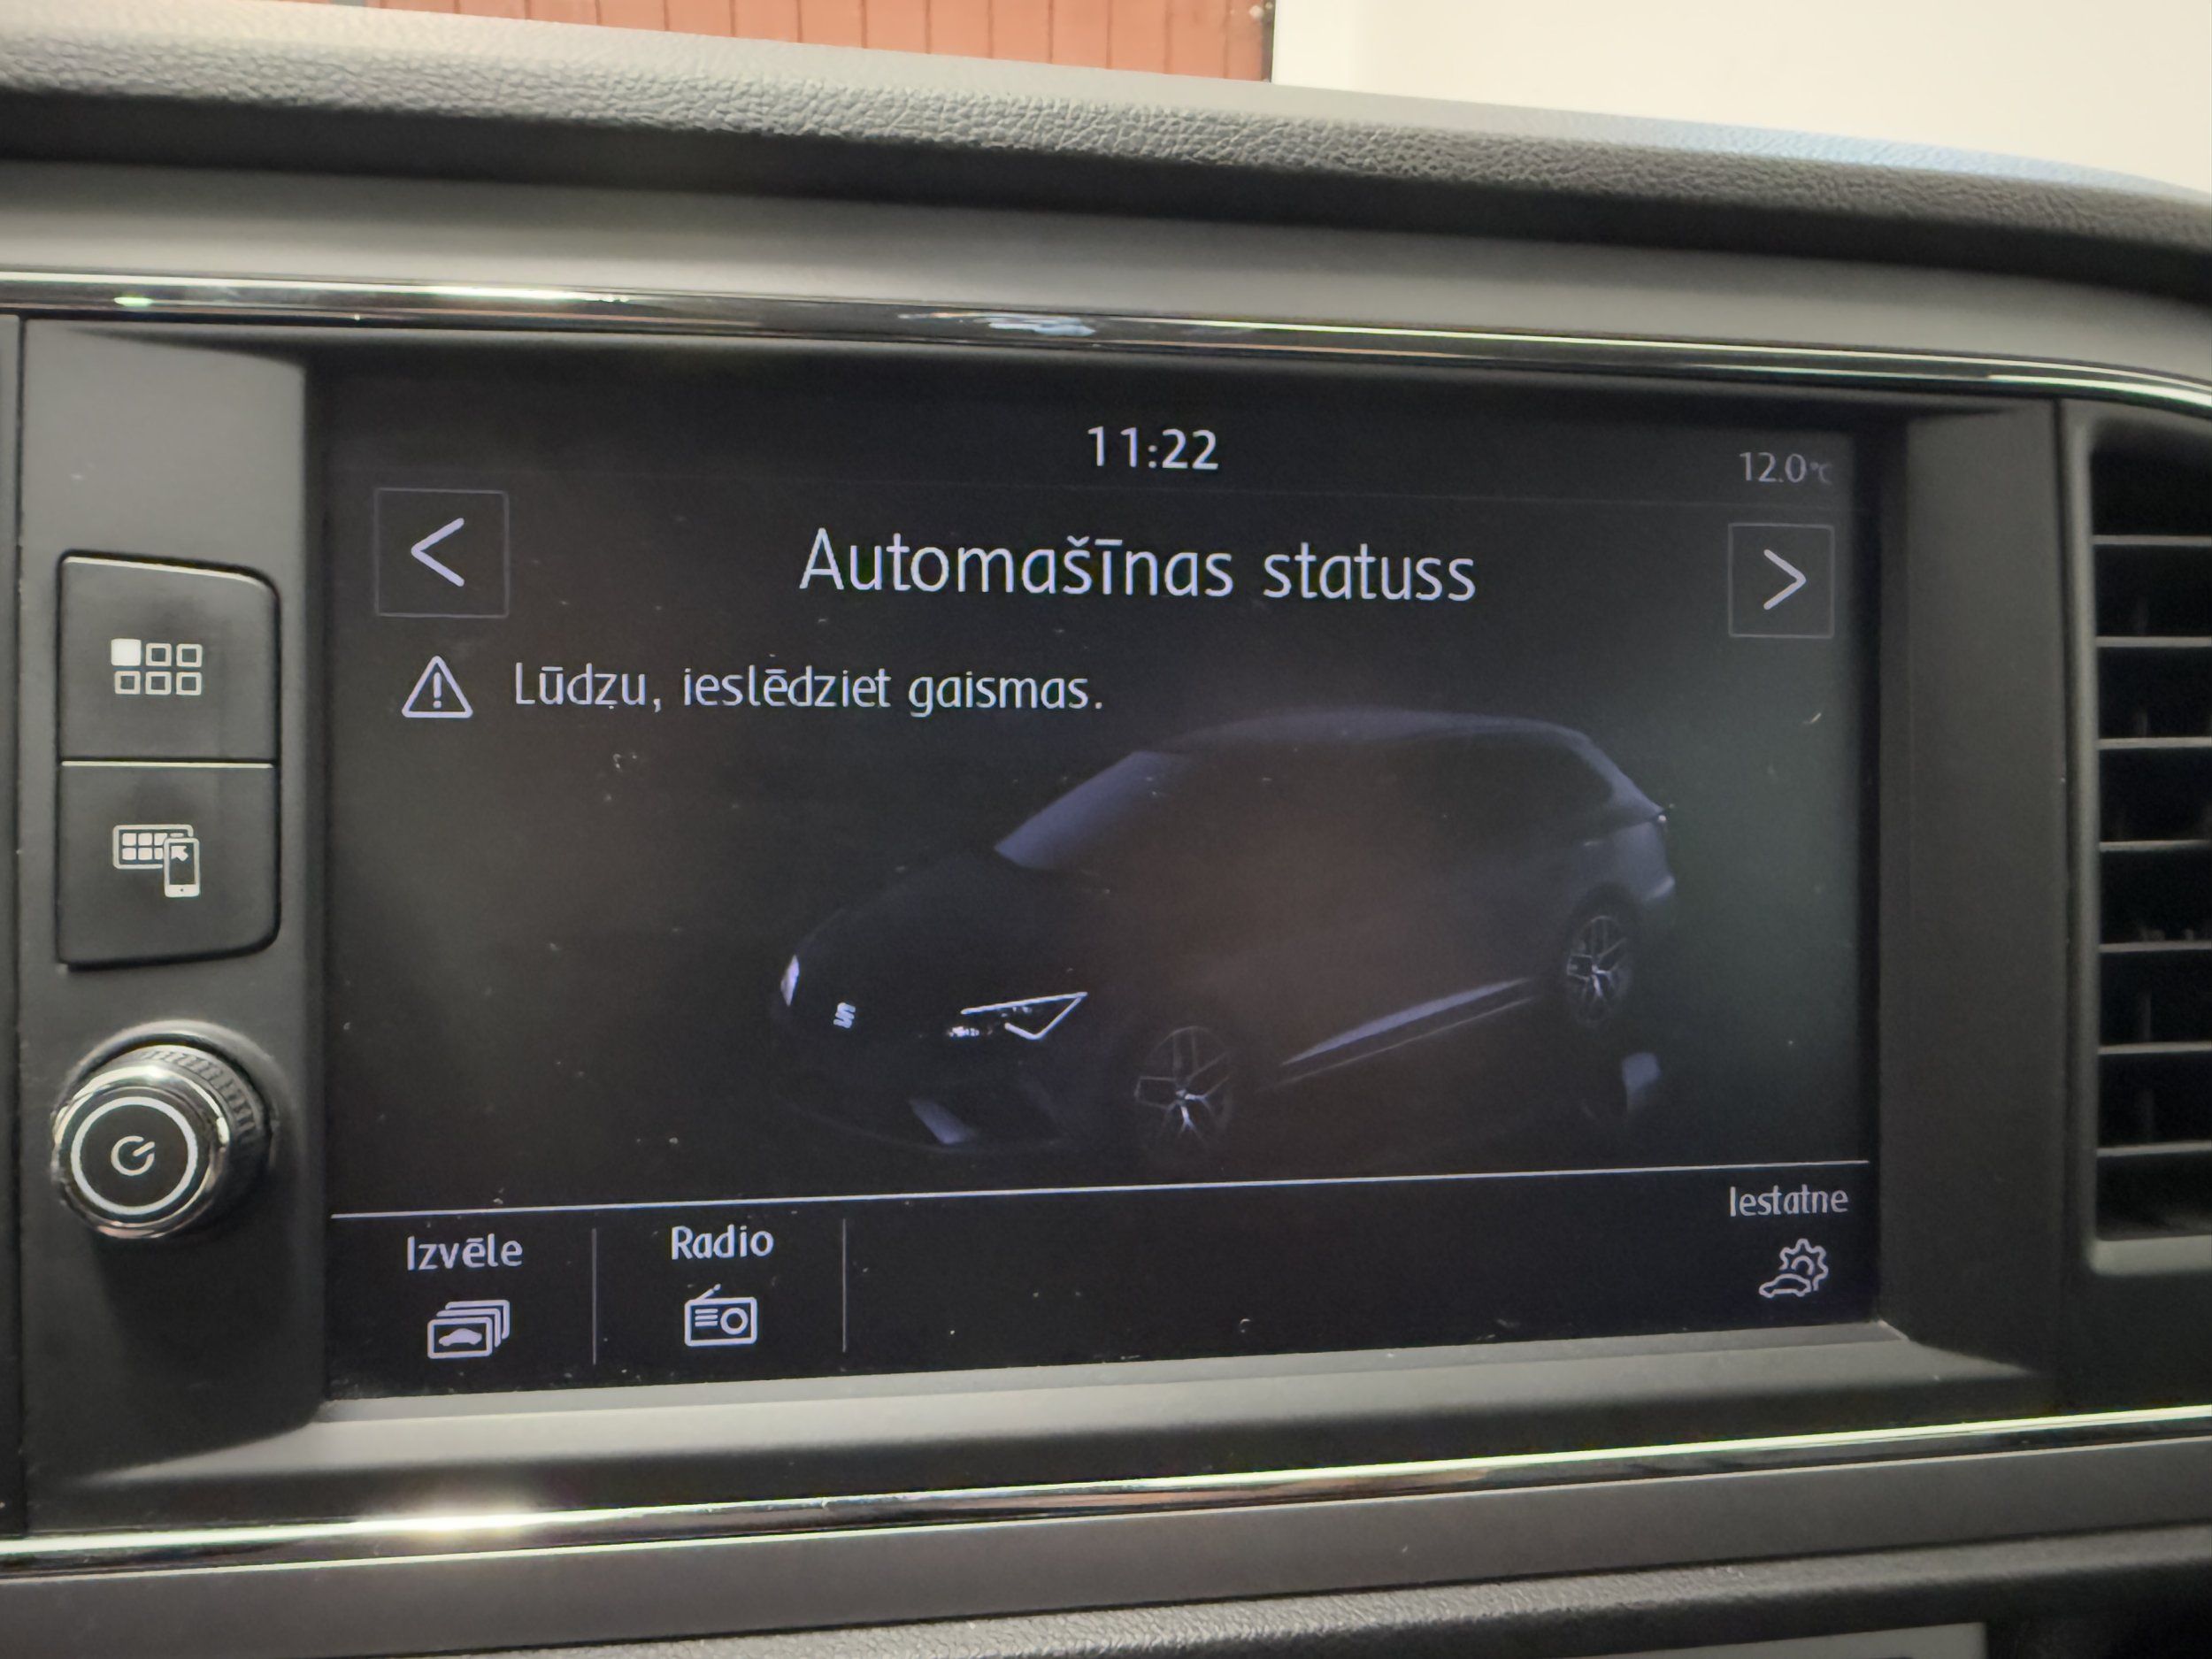 11:22
12.0°C
Automašīnas statuss
Lūdzu, ieslēdziet gaismas.
Izvēle
Radio
Iestatne